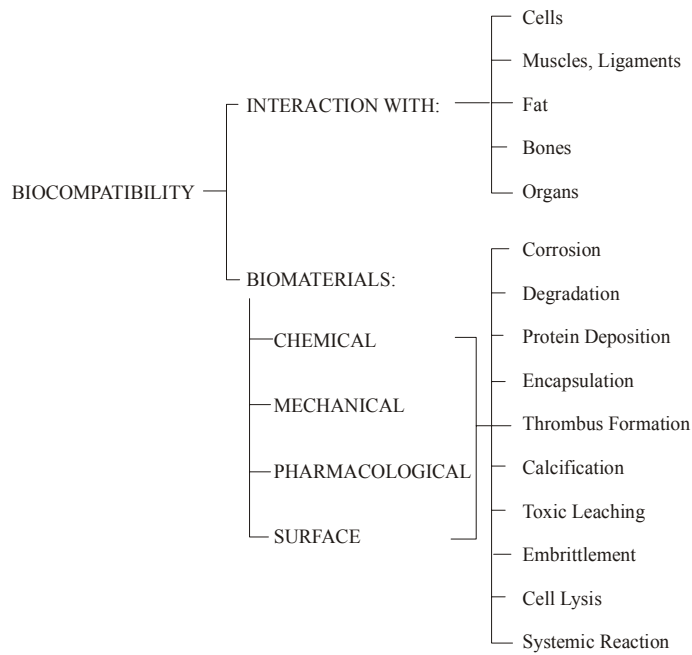 BIOCOMPATIBILITY
INTERACTION WITH:
Cells
Muscles, Ligaments
Fat
Bones
Organs
BIOMATERIALS:
CHEMICAL
MECHANICAL
PHARMACOLOGICAL
SURFACE
Corrosion
Degradation
Protein Deposition
Encapsulation
Thrombus Formation
Calcification
Toxic Leaching
Embrittlement
Cell Lysis
Systemic Reaction